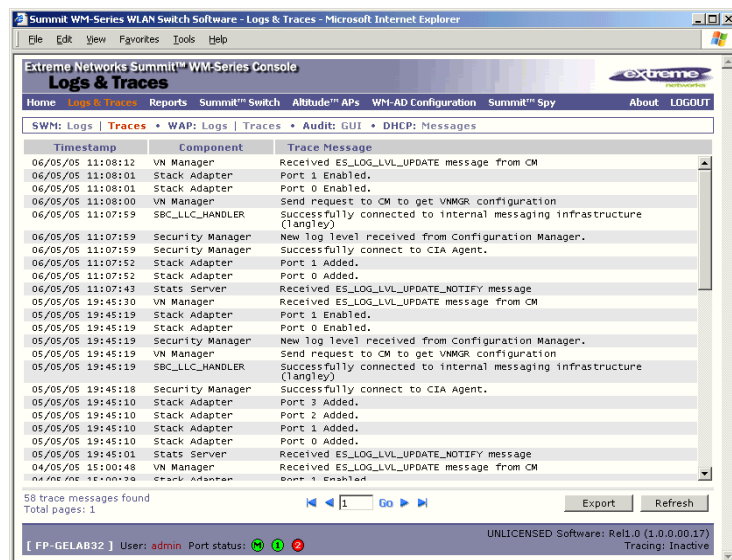 Summit WM-Series WLAN Switch Software - Logs & Traces - Microsoft Internet Explorer
File Edit View Favorites Tools Help
Extreme Networks Summit™ WM-Series Console
Logs & Traces
extreme networks
Home Logs & Traces Reports Summit™ Switch Altitude™ APs WM-AD Configuration Summit™ Spy About LOGOUT
SWM: Logs | Traces • WAP: Logs | Traces • Audit: GUI • DHCP: Messages
Timestamp Component Trace Message
06/05/05 11:08:12 VN Manager Received ES_LOG_LVL_UPDATE message from CM
06/05/05 11:08:01 Stack Adapter Port 1 Enabled.
06/05/05 11:08:01 Stack Adapter Port 0 Enabled.
06/05/05 11:08:00 VN Manager Send request to CM to get VNMGR configuration
06/05/05 11:07:59 SBC_LLC_HANDLER Successfully connected to internal messaging infrastructure
(langley)
06/05/05 11:07:59 Security Manager New log level received from Configuration Manager.
06/05/05 11:07:59 Security Manager Successfully connect to CIA Agent.
06/05/05 11:07:52 Stack Adapter Port 1 Added.
06/05/05 11:07:52 Stack Adapter Port 0 Added.
06/05/05 11:07:43 Stats Server Received ES_LOG_LVL_UPDATE_NOTIFY message
05/05/05 19:45:30 VN Manager Received ES_LOG_LVL_UPDATE message from CM
05/05/05 19:45:19 Stack Adapter Port 1 Enabled.
05/05/05 19:45:19 Stack Adapter Port 0 Enabled.
05/05/05 19:45:19 Security Manager New log level received from Configuration Manager.
05/05/05 19:45:19 VN Manager Send request to CM to get VNMGR configuration
05/05/05 19:45:19 SBC_LLC_HANDLER Successfully connected to internal messaging infrastructure
(langley)
05/05/05 19:45:18 Security Manager Successfully connect to CIA Agent.
05/05/05 19:45:10 Stack Adapter Port 3 Added.
05/05/05 19:45:10 Stack Adapter Port 2 Added.
05/05/05 19:45:10 Stack Adapter Port 1 Added.
05/05/05 19:45:10 Stack Adapter Port 0 Added.
05/05/05 19:45:01 Stats Server Received ES_LOG_LVL_UPDATE_NOTIFY message
04/05/05 15:00:48 VN Manager Received ES_LOG_LVL_UPDATE message from CM
04/05/05 15:00:39 Stack Adapter Port 1 Enabled
58 trace messages found
Total pages: 1
1 Go
Export Refresh
[ FP-GELAB32 ] User: admin Port status: M 1 2
UNLICENSED Software: Rel1.0 (1.0.0.00.17)
Tracing: Inactive